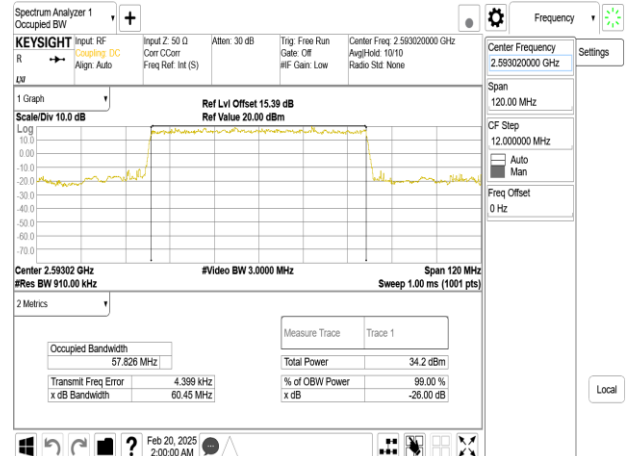 Spectrum Analyzer 1
Occupied BW
Frequency
KEYSIGHT
R
LXI
Input: RF
Coupling: DC
Align: Auto
Input Z: 50 Ω
Corr CCorr
Freq Ref: Int (S)
Atten: 30 dB
Trig: Free Run
Gate: Off
#IF Gain: Low
Center Freq: 2.593020000 GHz
Avg|Hold: 10/10
Radio Std: None
Center Frequency
2.593020000 GHz
Settings
Span
120.00 MHz
CF Step
12.000000 MHz
Auto
Man
Freq Offset
0 Hz
1 Graph
Scale/Div 10.0 dB
Ref Lvl Offset 15.39 dB
Ref Value 20.00 dBm
Log
10.0
0.00
-10.0
-20.0
-30.0
-40.0
-50.0
-60.0
-70.0
Center 2.59302 GHz
#Video BW 3.0000 MHz
Span 120 MHz
#Res BW 910.00 kHz
Sweep 1.00 ms (1001 pts)
2 Metrics
Measure Trace Trace 1
Occupied Bandwidth
57.826 MHz
Total Power 34.2 dBm
Transmit Freq Error 4.399 kHz
% of OBW Power 99.00 %
x dB Bandwidth 60.45 MHz
x dB -26.00 dB
Local
?
Feb 20, 2025
2:00:00 AM